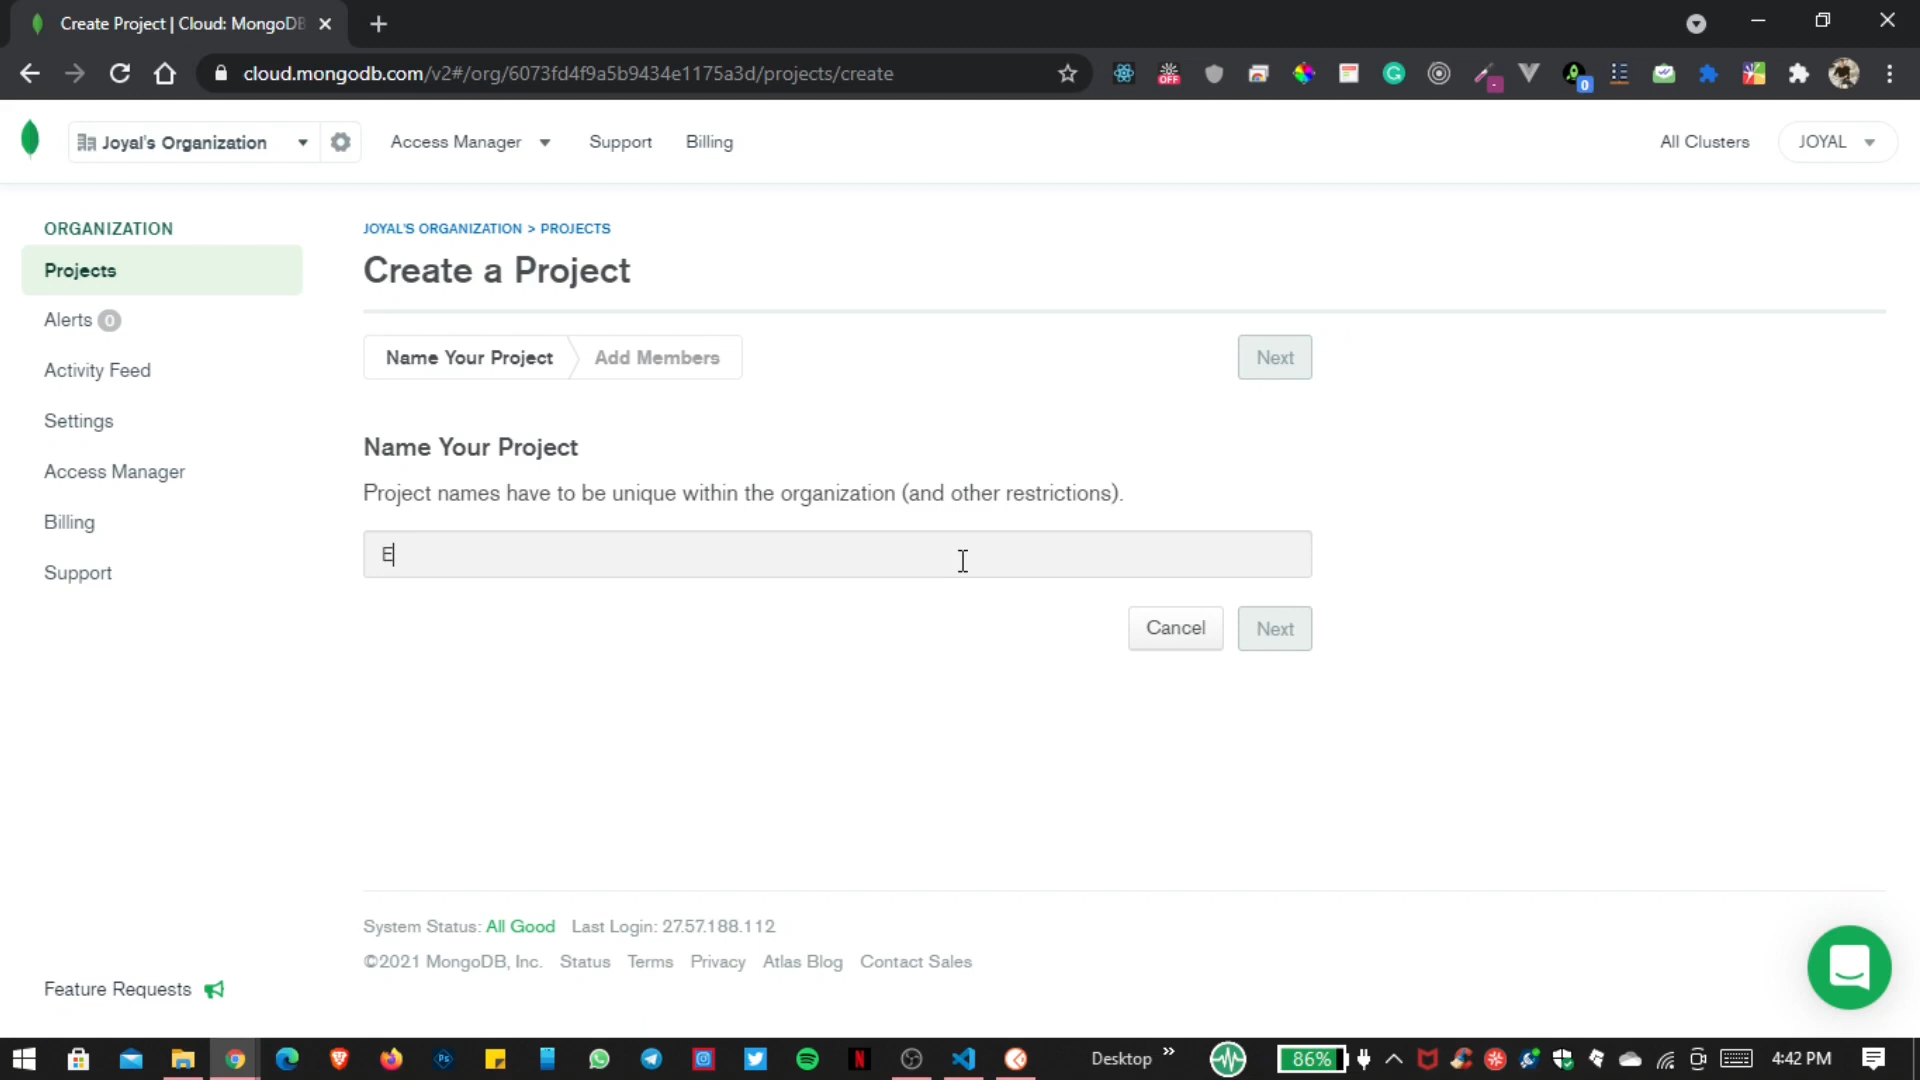 Create Project | Cloud: MongoDB
cloud.mongodb.com/v2#/org/6073fd4f9a5b9434e1175a3d/projects/create
OFF
0
Joyal's Organization
Access Manager
Support
Billing
All Clusters
JOYAL
ORGANIZATION
Projects
Alerts 0
Activity Feed
Settings
Access Manager
Billing
Support
Feature Requests
JOYAL'S ORGANIZATION > PROJECTS
Create a Project
Name Your Project
Add Members
Next
Name Your Project
Project names have to be unique within the organization (and other restrictions).
E
Cancel
Next
System Status: All Good Last Login: 27.57.188.112
©2021 MongoDB, Inc. Status Terms Privacy Atlas Blog Contact Sales
Ps
N
Desktop
86%
4:42 PM